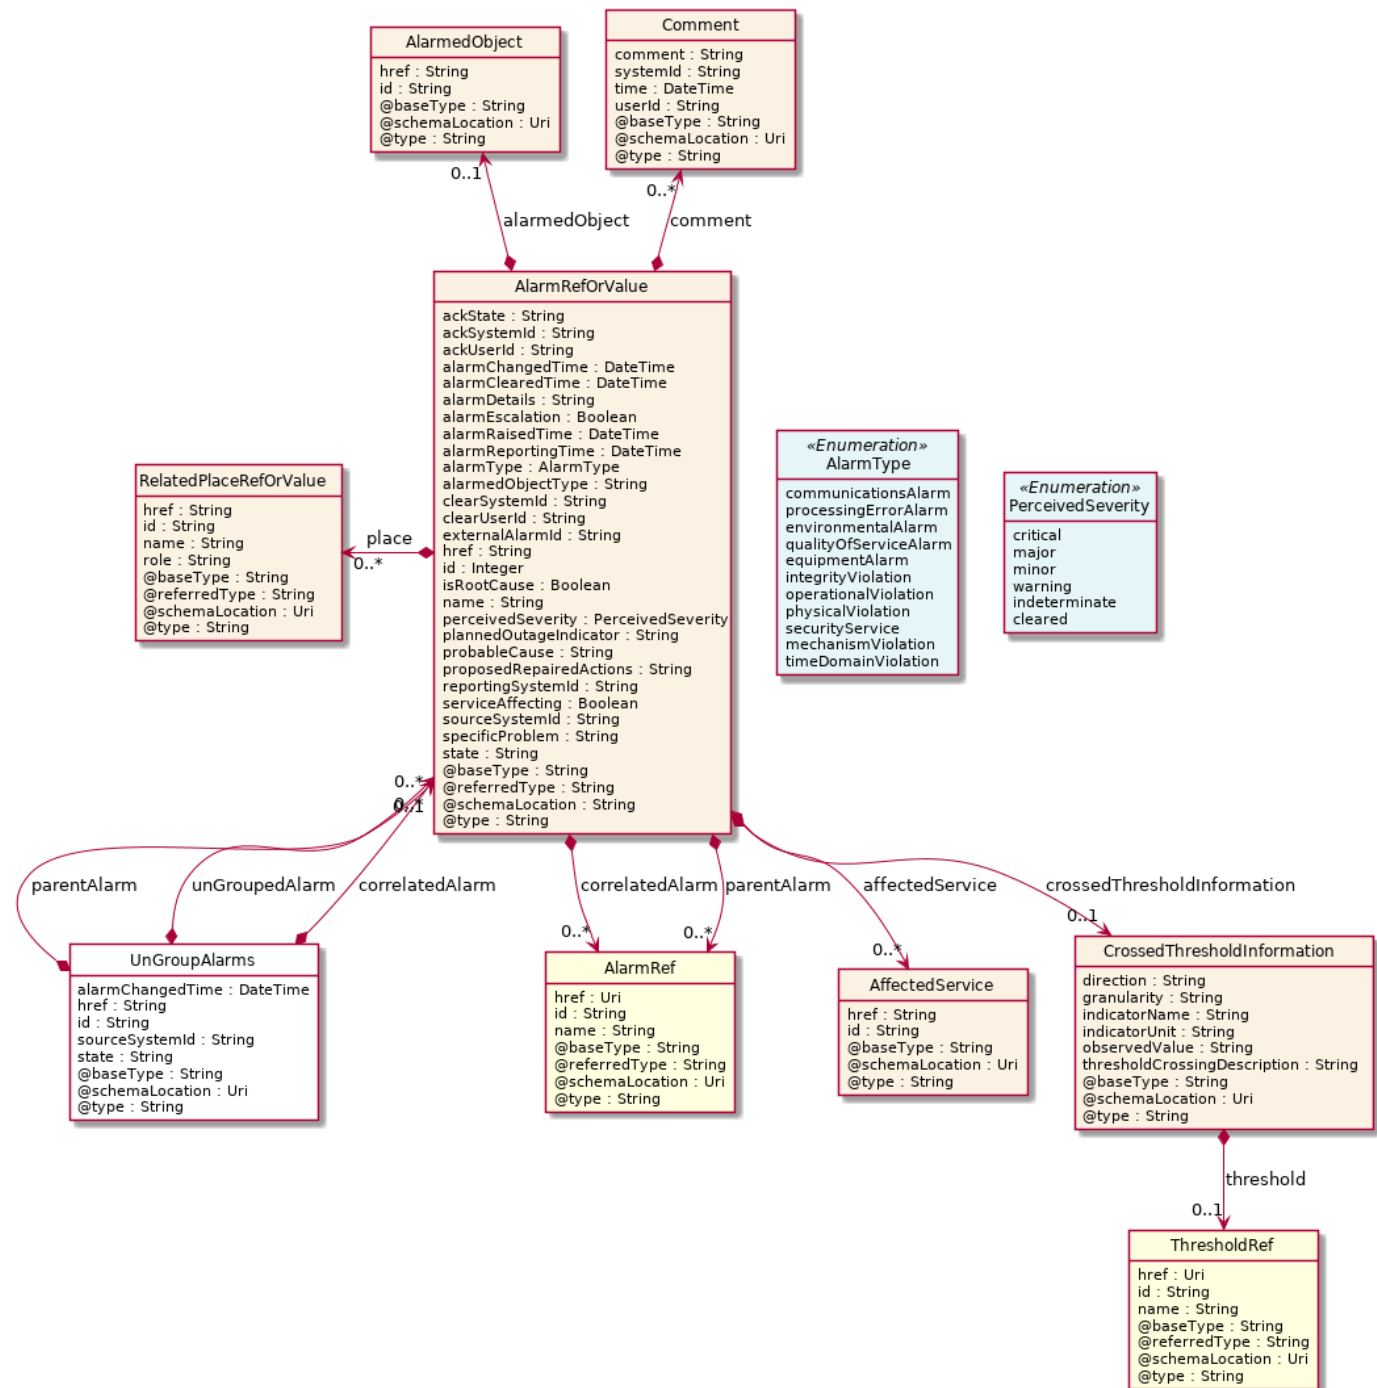 AlarmedObject
href : String
id : String
@baseType : String
@schemaLocation : Uri
@type : String
Comment
comment : String
systemId : String
time : DateTime
userId : String
@baseType : String
@schemaLocation : Uri
@type : String
0..1
alarmedObject
0..*
comment
AlarmRefOrValue
ackState : String
ackSystemId : String
ackUserId : String
alarmChangedTime : DateTime
alarmClearedTime : DateTime
alarmDetails : String
alarmEscalation : Boolean
alarmRaisedTime : DateTime
alarmReportingTime : DateTime
alarmType : AlarmType
alarmedObjectType : String
clearSystemId : String
clearUserId : String
externalAlarmId : String
href : String
id : Integer
isRootCause : Boolean
name : String
perceivedSeverity : PerceivedSeverity
plannedOutageIndicator : String
probableCause : String
proposedRepairedActions : String
reportingSystemId : String
serviceAffecting : Boolean
sourceSystemId : String
specificProblem : String
state : String
@baseType : String
@referredType : String
@schemaLocation : String
@type : String
RelatedPlaceRefOrValue
href : String
id : String
name : String
role : String
@baseType : String
@referredType : String
@schemaLocation : Uri
@type : String
place
0..*
«Enumeration»
AlarmType
communicationsAlarm
processingErrorAlarm
environmentalAlarm
qualityOfServiceAlarm
equipmentAlarm
integrityViolation
operationalViolation
physicalViolation
securityService
mechanismViolation
timeDomainViolation
«Enumeration»
PerceivedSeverity
critical
major
minor
warning
indeterminate
cleared
0..*
parentAlarm
unGroupedAlarm
correlatedAlarm
correlatedAlarm
0..*
parentAlarm
0..*
affectedService
0..*
crossedThresholdInformation
0..1
UnGroupAlarms
alarmChangedTime : DateTime
href : String
id : String
sourceSystemId : String
state : String
@baseType : String
@schemaLocation : Uri
@type : String
AlarmRef
href : Uri
id : String
name : String
@baseType : String
@referredType : String
@schemaLocation : Uri
@type : String
AffectedService
href : String
id : String
@baseType : String
@schemaLocation : Uri
@type : String
CrossedThresholdInformation
direction : String
granularity : String
indicatorName : String
indicatorUnit : String
observedValue : String
thresholdCrossingDescription : String
@baseType : String
@schemaLocation : Uri
@type : String
threshold
0..1
ThresholdRef
href : Uri
id : String
name : String
@baseType : String
@referredType : String
@schemaLocation : Uri
@type : String